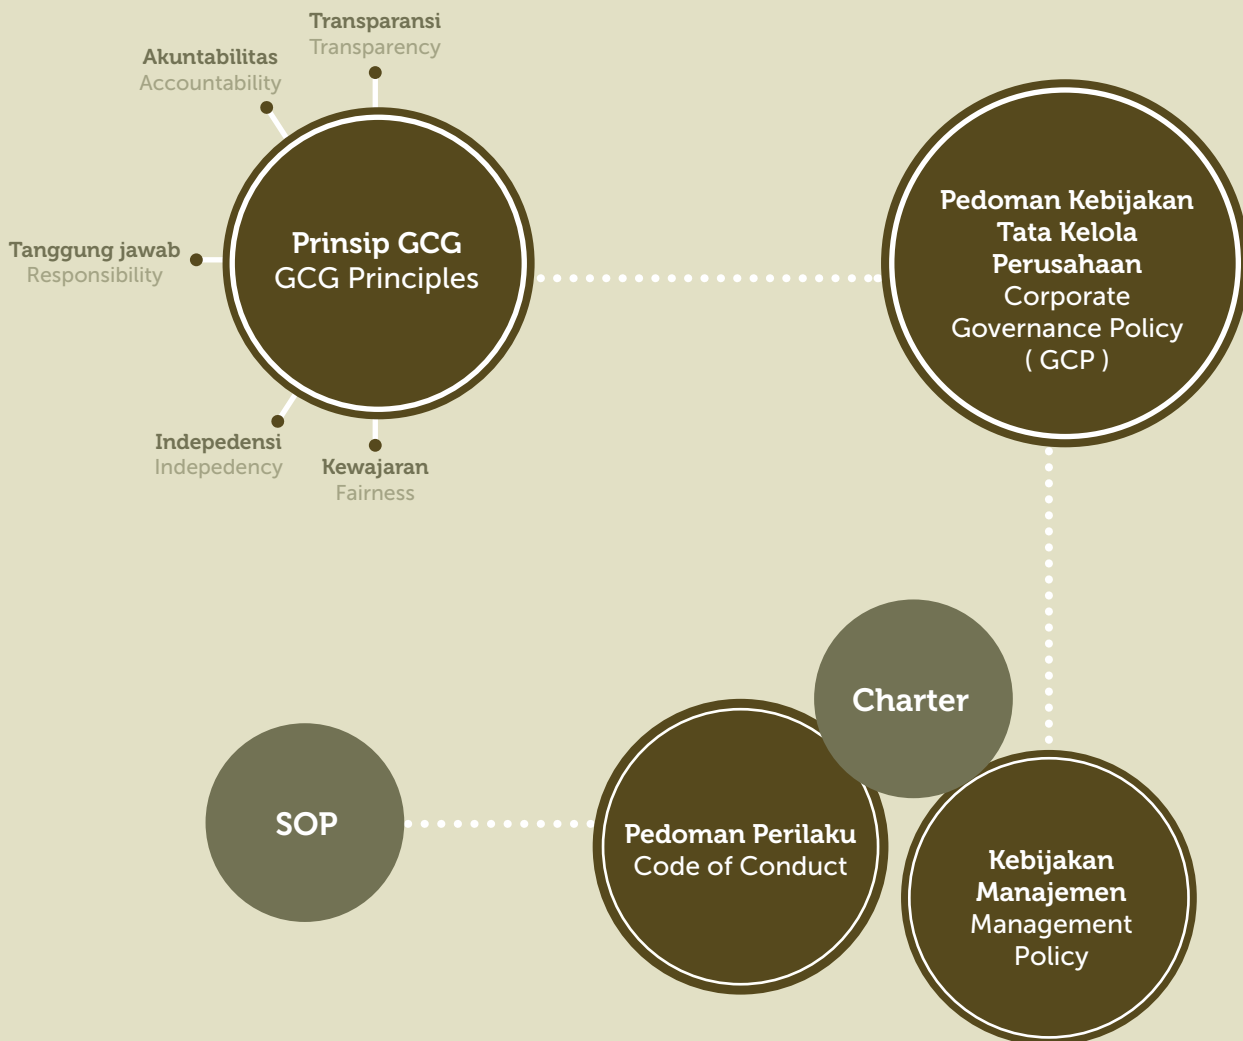 Transparansi
Transparency
Akuntabilitas
Accountability
Tanggung jawab
Responsibility
Prinsip GCG
GCG Principles
Indepedensi
Indepedency
Kewajaran
Fairness
Pedoman Kebijakan
Tata Kelola
Perusahaan
Corporate
Governance Policy
( GCP )
Charter
SOP
Pedoman Perilaku
Code of Conduct
Kebijakan
Manajemen
Management
Policy